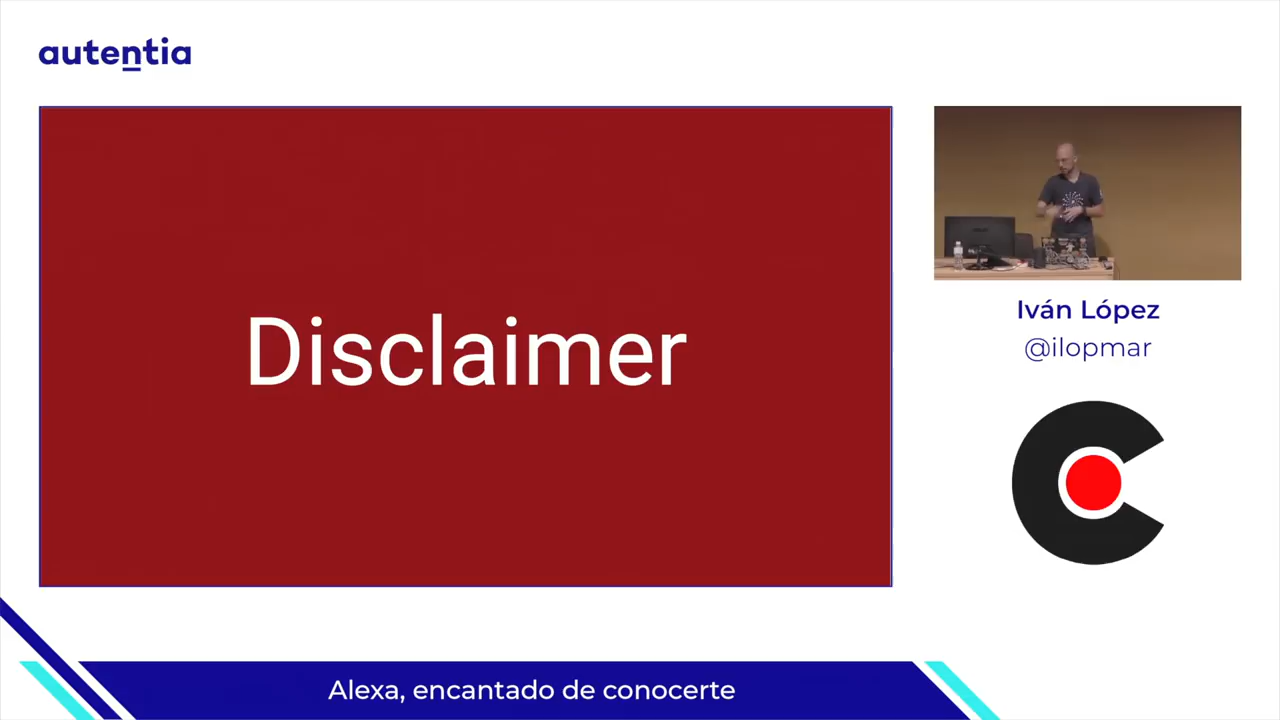 autentia
Disclaimer
Iván López
@ilopmar
Alexa, encantado de conocerte